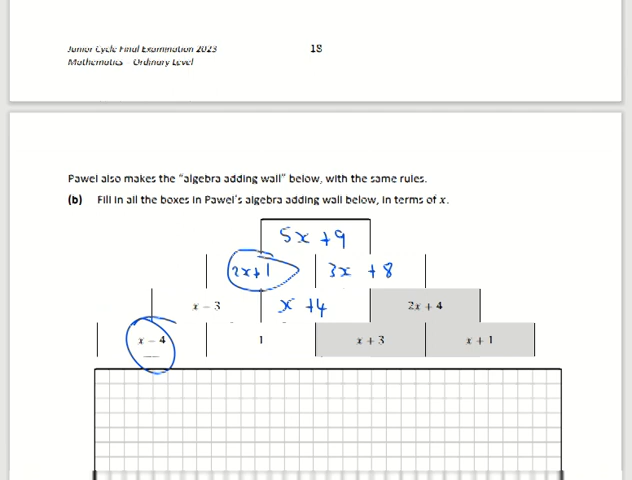 Junior Cycle Final Examination 2023
18
Mathematics Ordinary Level
Pawel also makes the "algebra adding wall" below, with the same rules.
(b) Fill in all the boxes in Pawel's algebra adding wall below, in terms of x.
5x + 9
2x+1 3x + 8
x − 3 x + 4 2x + 4
x − 4 1 x + 3 x + 1